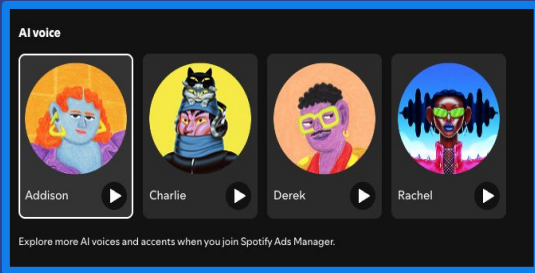 AI voice
Addison
Charlie
Derek
Rachel
Explore more AI voices and accents when you join Spotify Ads Manager.